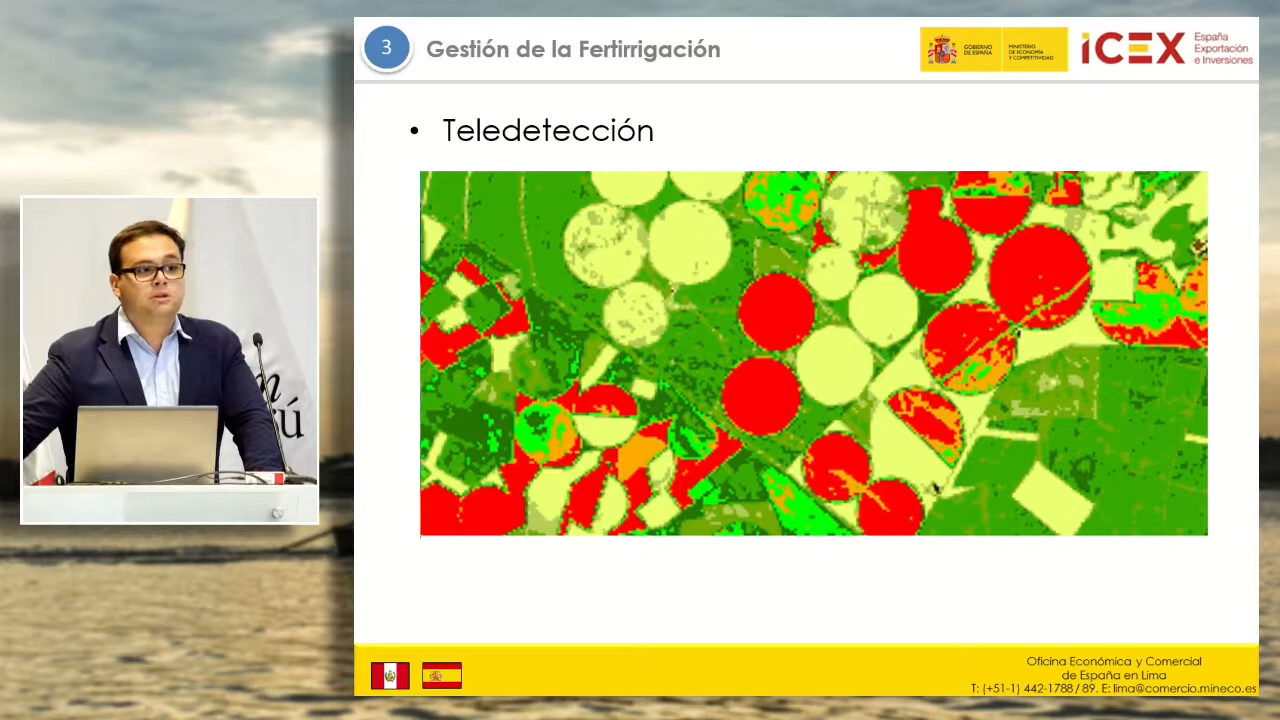 3
Gestión de la Fertirrigación
GOBIERNO
DE ESPAÑA
MINISTERIO
DE ECONOMÍA
Y COMPETITIVIDAD
iCEX
España
Exportación
e Inversiones
• Teledetección
Oficina Económica y Comercial
de España en Lima
T: (+51-1) 442-1788 / 89. E: lima@comercio.mineco.es